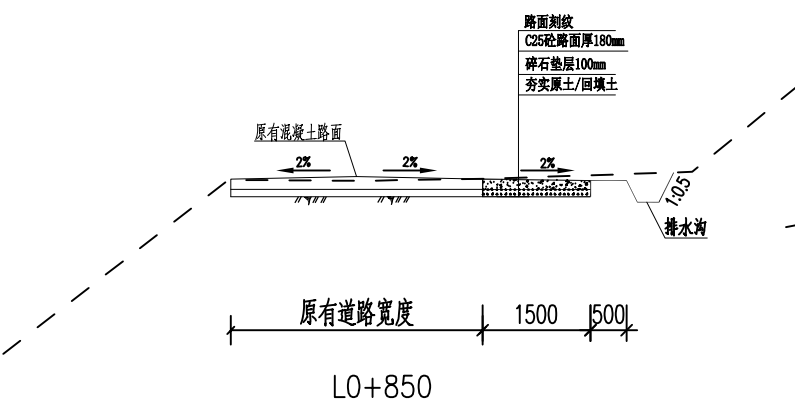 路面刻纹
C25砼路面厚180mm
碎石垫层100mm
夯实原土/回填土
原有混凝土路面
2%
2%
2%
1:0.5
排水沟
原有道路宽度
1500
500
L0+850